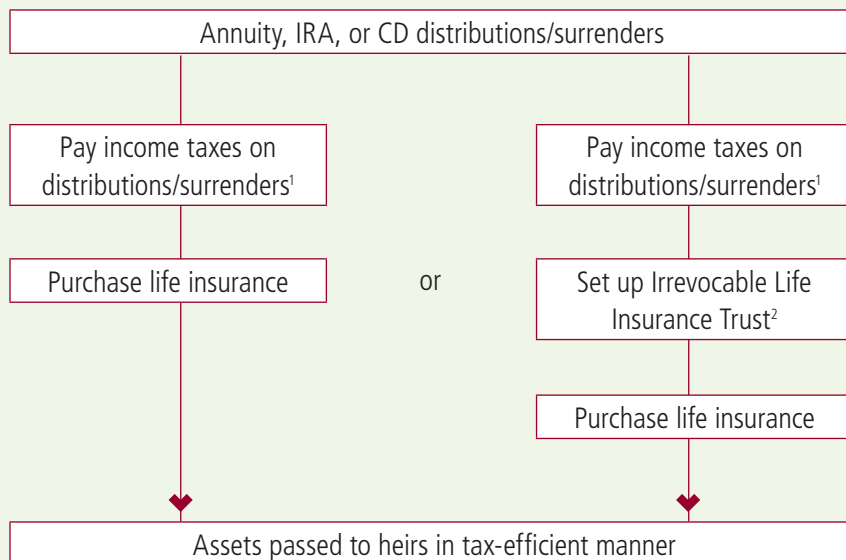 Annuity, IRA, or CD distributions/surrenders
Pay income taxes on
distributions/surrenders¹
Purchase life insurance
or
Pay income taxes on
distributions/surrenders¹
Set up Irrevocable Life
Insurance Trust²
Purchase life insurance
Assets passed to heirs in tax-efficient manner